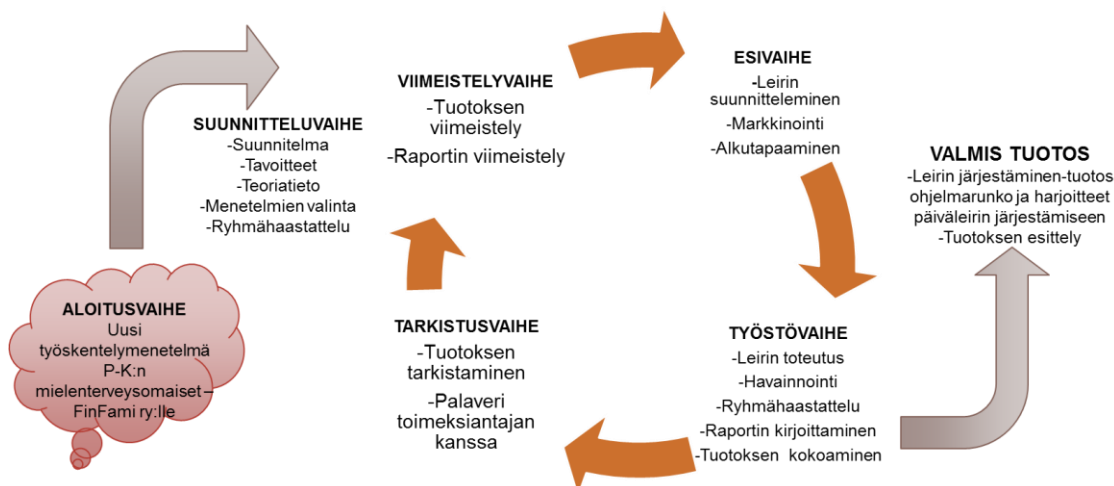 ALOITUSVAIHE
Uusi
työskentelymenetelmä
P-K:n
mielenterveysomaiset –
FinFami ry:lle
SUUNNITTELUVAIHE
-Suunnitelma
-Tavoitteet
-Teoriatieto
-Menetelmien valinta
-Ryhmähaastattelu
VIIMEISTELYVAIHE
-Tuotoksen
viimeistely
-Raportin viimeistely
ESIVAIHE
-Leirin
suunnitteleminen
-Markkinointi
-Alkutapaaminen
TYÖSTÖVAIHE
-Leirin toteutus
-Havainnointi
-Ryhmähaastattelu
-Raportin kirjoittaminen
-Tuotoksen kokoaminen
TARKISTUSVAIHE
-Tuotoksen
tarkistaminen
-Palaveri
toimeksiantajan
kanssa
VALMIS TUOTOS
-Leirin järjestäminen-tuotos
ohjelmarunko ja harjoitteet
päiväleirin järjestämiseen
-Tuotoksen esittely